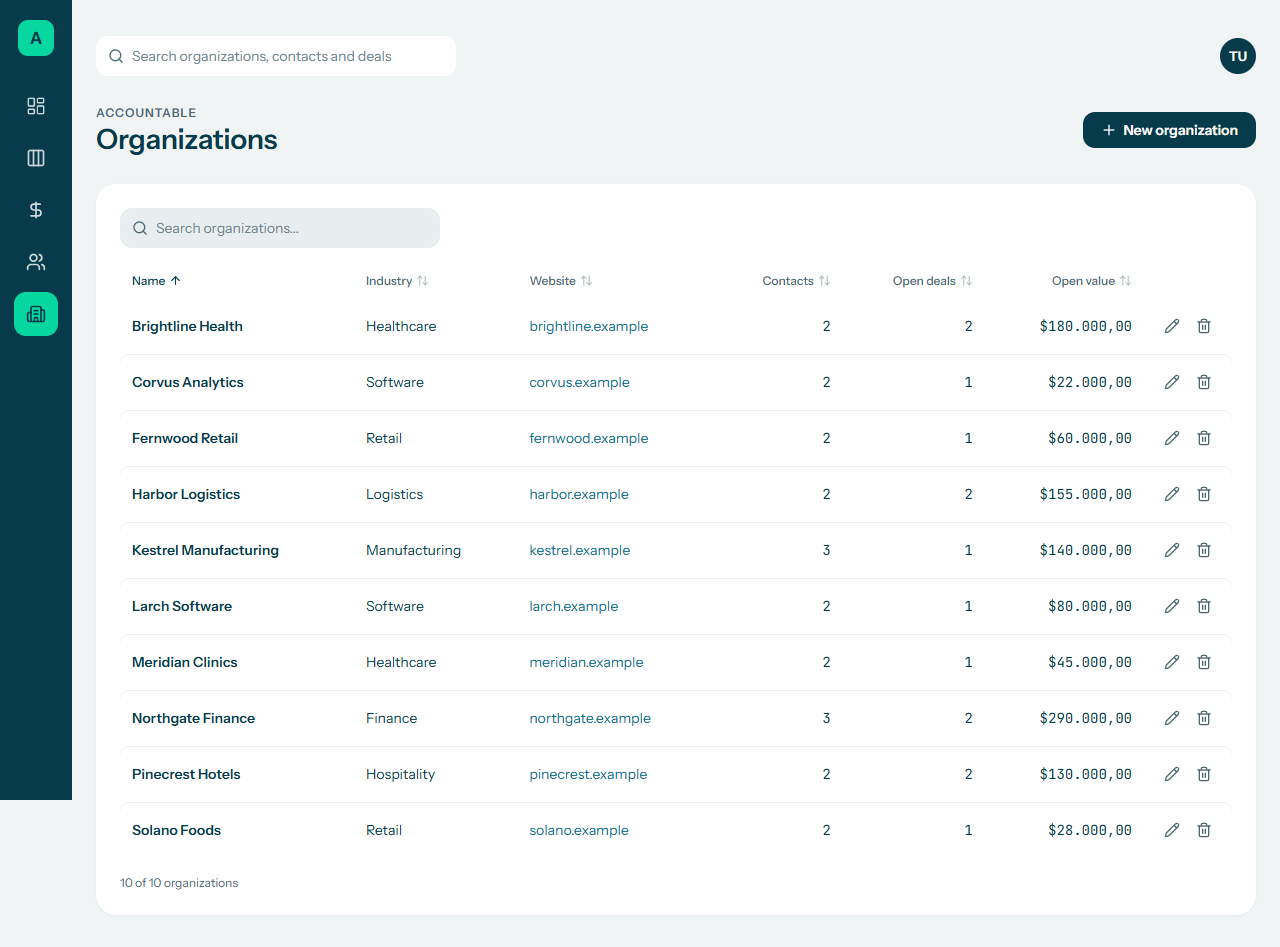 A
Search organizations, contacts and deals
TU
ACCOUNTABLE
Organizations
New organization
Search organizations...
Name Industry Website Contacts Open deals Open value
Brightline Health Healthcare brightline.example 2 2 $180.000,00
Corvus Analytics Software corvus.example 2 1 $22.000,00
Fernwood Retail Retail fernwood.example 2 1 $60.000,00
Harbor Logistics Logistics harbor.example 2 2 $155.000,00
Kestrel Manufacturing Manufacturing kestrel.example 3 1 $140.000,00
Larch Software Software larch.example 2 1 $80.000,00
Meridian Clinics Healthcare meridian.example 2 1 $45.000,00
Northgate Finance Finance northgate.example 3 2 $290.000,00
Pinecrest Hotels Hospitality pinecrest.example 2 2 $130.000,00
Solano Foods Retail solano.example 2 1 $28.000,00
10 of 10 organizations